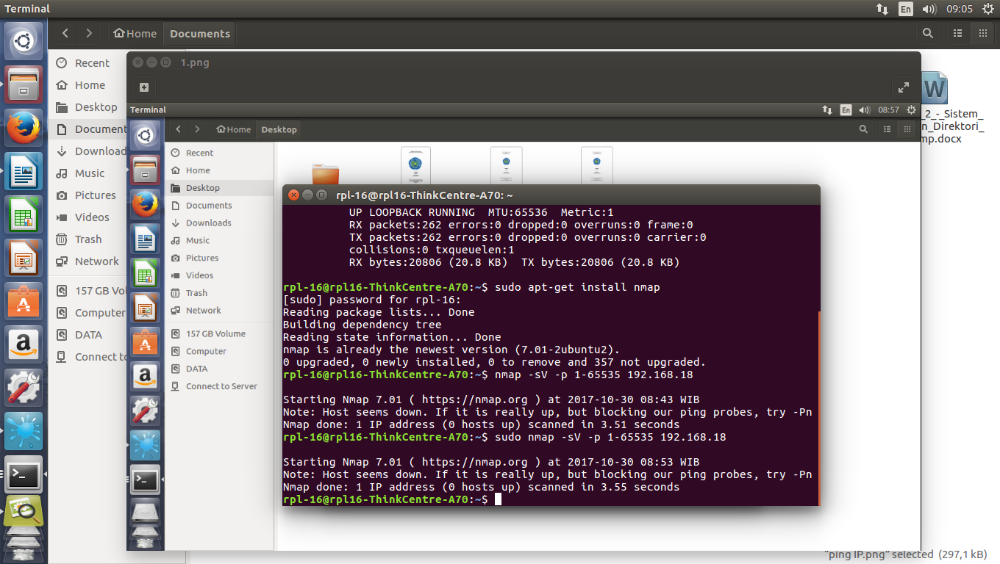 Terminal
En
09:05
Home
Documents
Recent
Home
Desktop
Document
Download
Music
Pictures
Videos
Trash
Network
157 GB Vo
Computer
DATA
Connect to
1.png
Terminal
En
08:57
Home
Desktop
Recent
Home
Desktop
Documents
Downloads
Music
Pictures
Videos
Trash
Network
157 GB Volume
Computer
DATA
Connect to Server
rpl-16@rpl16-ThinkCentre-A70: ~
UP LOOPBACK RUNNING  MTU:65536  Metric:1
RX packets:262 errors:0 dropped:0 overruns:0 frame:0
TX packets:262 errors:0 dropped:0 overruns:0 carrier:0
collisions:0 txqueuelen:1
RX bytes:20806 (20.8 KB)  TX bytes:20806 (20.8 KB)
rpl-16@rpl16-ThinkCentre-A70:~$ sudo apt-get install nmap
[sudo] password for rpl-16:
Reading package lists... Done
Building dependency tree
Reading state information... Done
nmap is already the newest version (7.01-2ubuntu2).
0 upgraded, 0 newly installed, 0 to remove and 357 not upgraded.
rpl-16@rpl16-ThinkCentre-A70:~$ nmap -sV -p 1-65535 192.168.18
Starting Nmap 7.01 ( https://nmap.org ) at 2017-10-30 08:43 WIB
Note: Host seems down. If it is really up, but blocking our ping probes, try -Pn
Nmap done: 1 IP address (0 hosts up) scanned in 3.51 seconds
rpl-16@rpl16-ThinkCentre-A70:~$ sudo nmap -sV -p 1-65535 192.168.18
Starting Nmap 7.01 ( https://nmap.org ) at 2017-10-30 08:53 WIB
Note: Host seems down. If it is really up, but blocking our ping probes, try -Pn
Nmap done: 1 IP address (0 hosts up) scanned in 3.55 seconds
rpl-16@rpl16-ThinkCentre-A70:~$
W
_2_-_Sistem_
n_Direktori_
mp.docx
"ping IP.png" selected (297,1 kB)